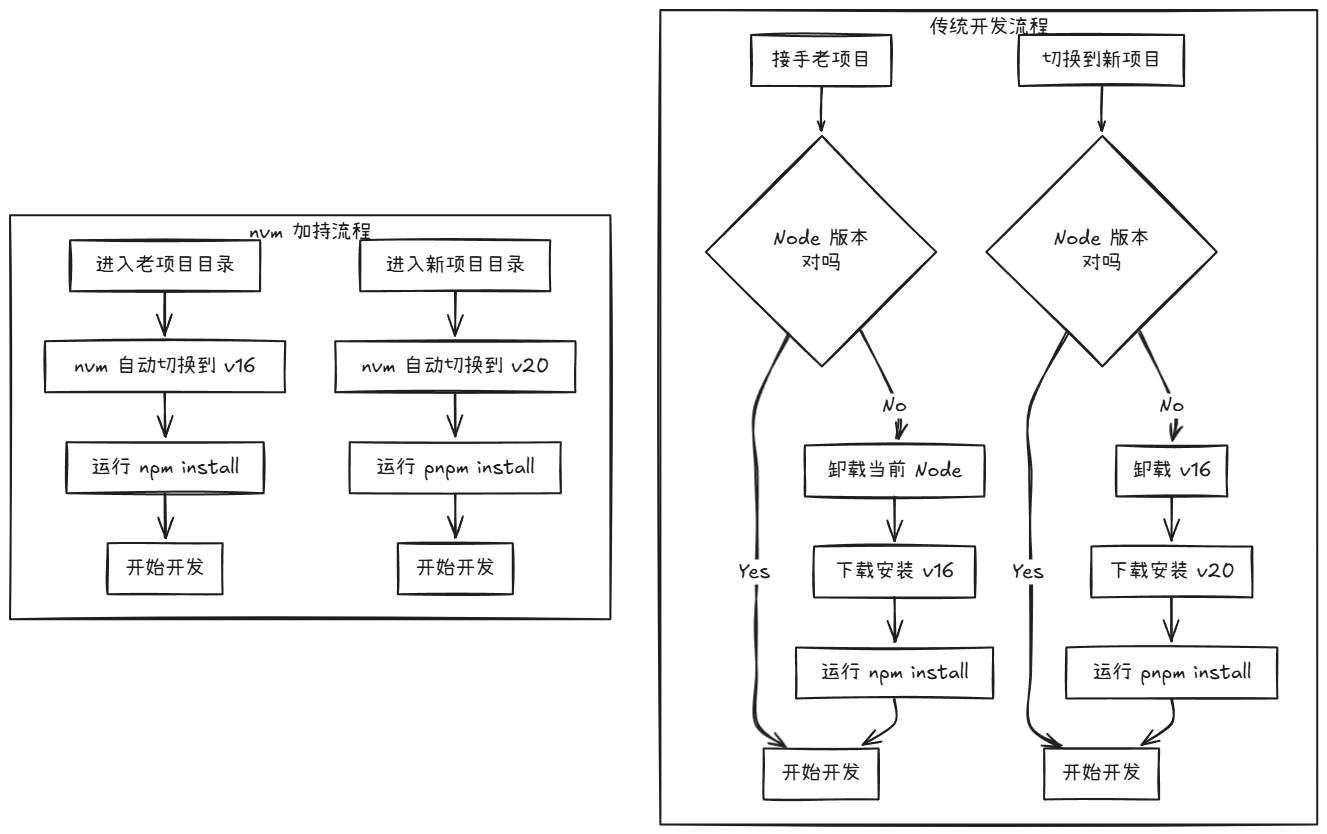 nvm 加持流程
进入老项目目录
nvm 自动切换到 v16
运行 npm install
开始开发
进入新项目目录
nvm 自动切换到 v20
运行 pnpm install
开始开发
传统开发流程
接手老项目
Node 版本
对吗
Yes
No
卸载当前 Node
下载安装 v16
运行 npm install
开始开发
切换到新项目
Node 版本
对吗
Yes
No
卸载 v16
下载安装 v20
运行 pnpm install
开始开发